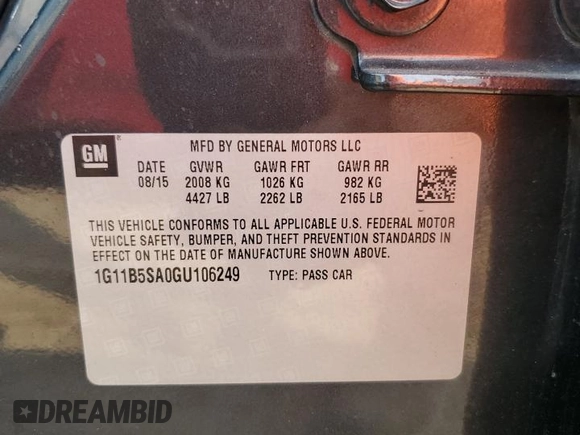 GM
MFD BY GENERAL MOTORS LLC
DATE GVWR GAWR FRT GAWR RR
08/15 2008 KG 1026 KG 982 KG
4427 LB 2262 LB 2165 LB
THIS VEHICLE CONFORMS TO ALL APPLICABLE U.S. FEDERAL MOTOR
VEHICLE SAFETY, BUMPER, AND THEFT PREVENTION STANDARDS IN
EFFECT ON THE DATE OF MANUFACTURE SHOWN ABOVE.
1G11B5SA0GU106249 TYPE: PASS CAR
DREAMBID